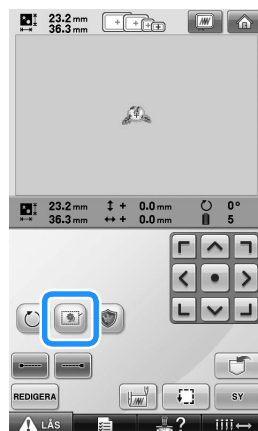 23.2 mm
36.3 mm
23.2 mm + 0.0 mm 0°
36.3 mm + 0.0 mm 5
REDIGERA SY
LÅS ?